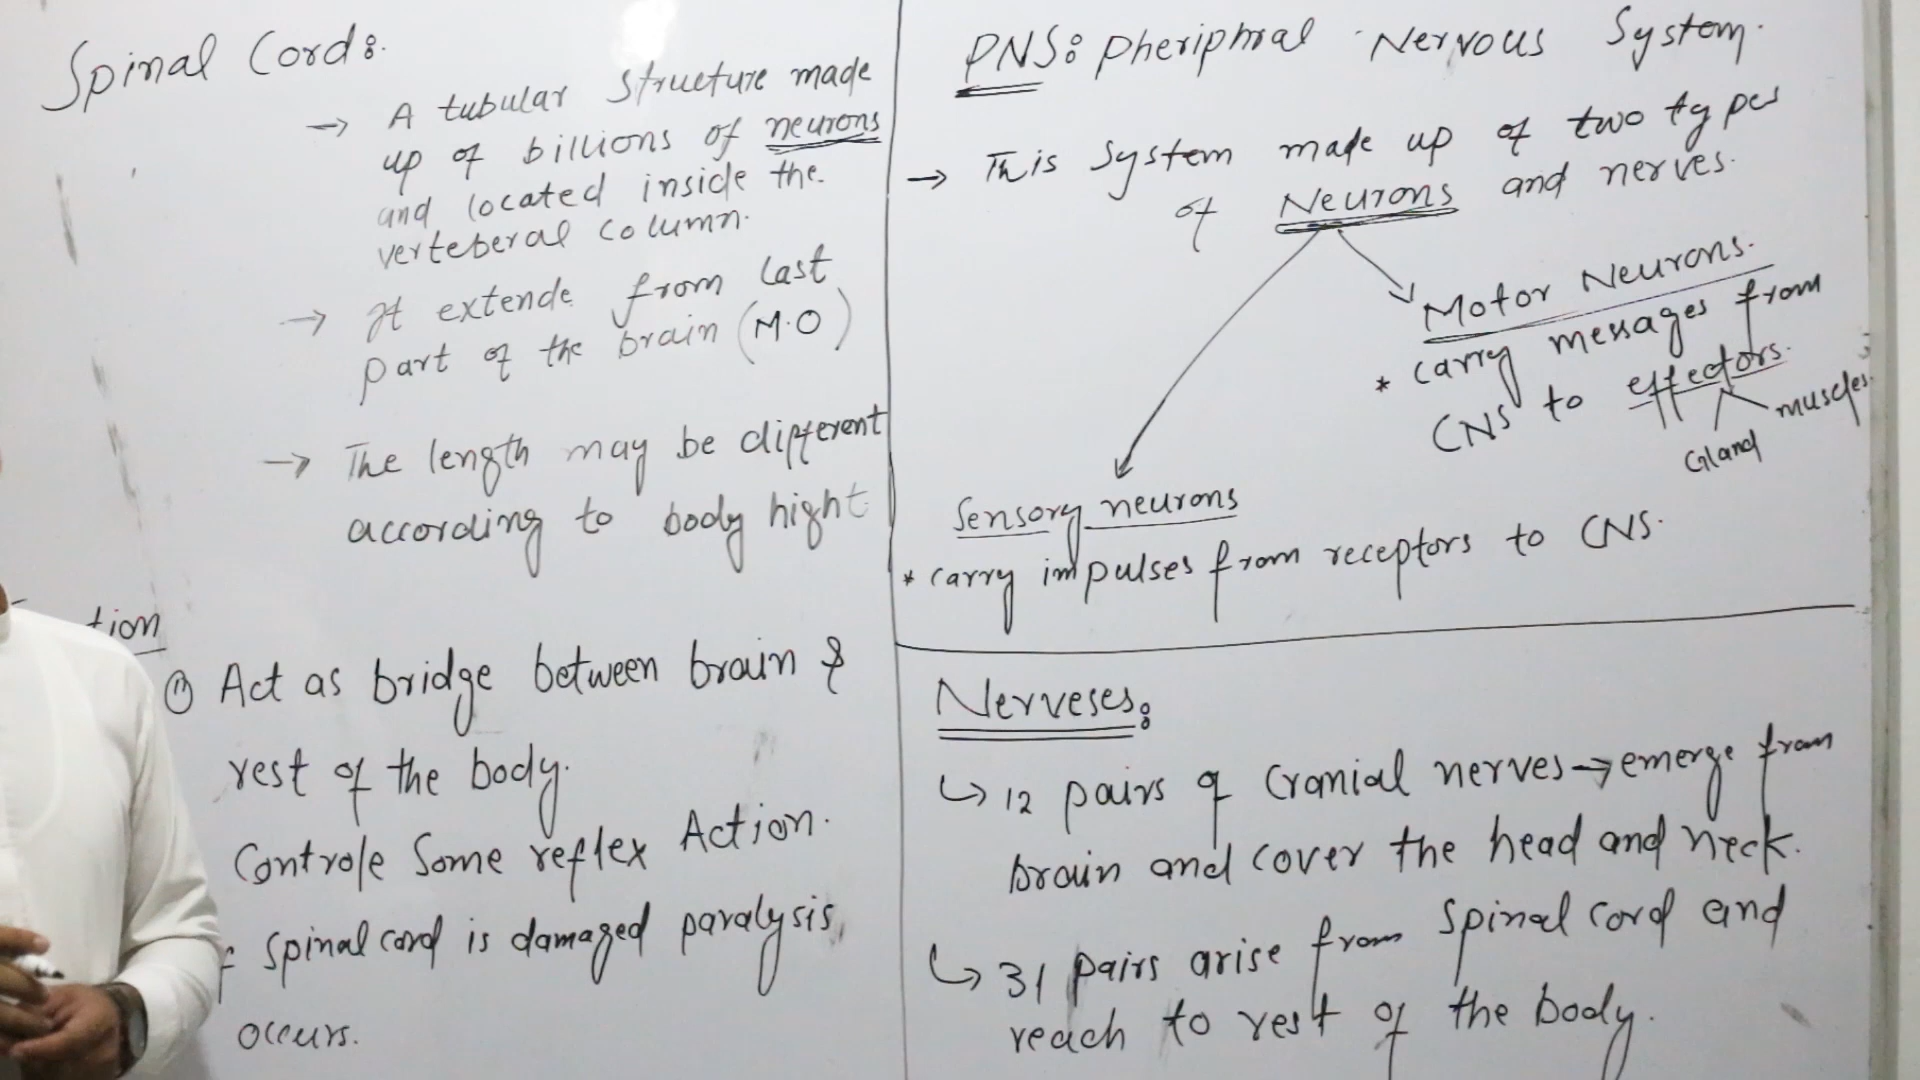 Spinal Cord:
→ A tubular structure made
up of billions of neurons
and located inside the
verteberal column.
→ It extende from last
part of the brain (M.O)
→ The length may be different
according to body hight
tion
① Act as bridge between brain &
rest of the body.
Controle Some reflex Action.
f spinal cord is damaged paralysis
occurs.
PNS: Pheriphral Nervous System.
→ This system made up of two types
of Neurons and nerves.
Motor Neurons.
* carry messages from
CNS to effectors.
Gland muscles.
Sensory neurons
* carry impulses from receptors to CNS.
Nerveses:
↳ 12 pairs of Cranial nerves → emerge from
brain and cover the head and neck.
↳ 31 pairs arise from spinal cord and
reach to rest of the body.